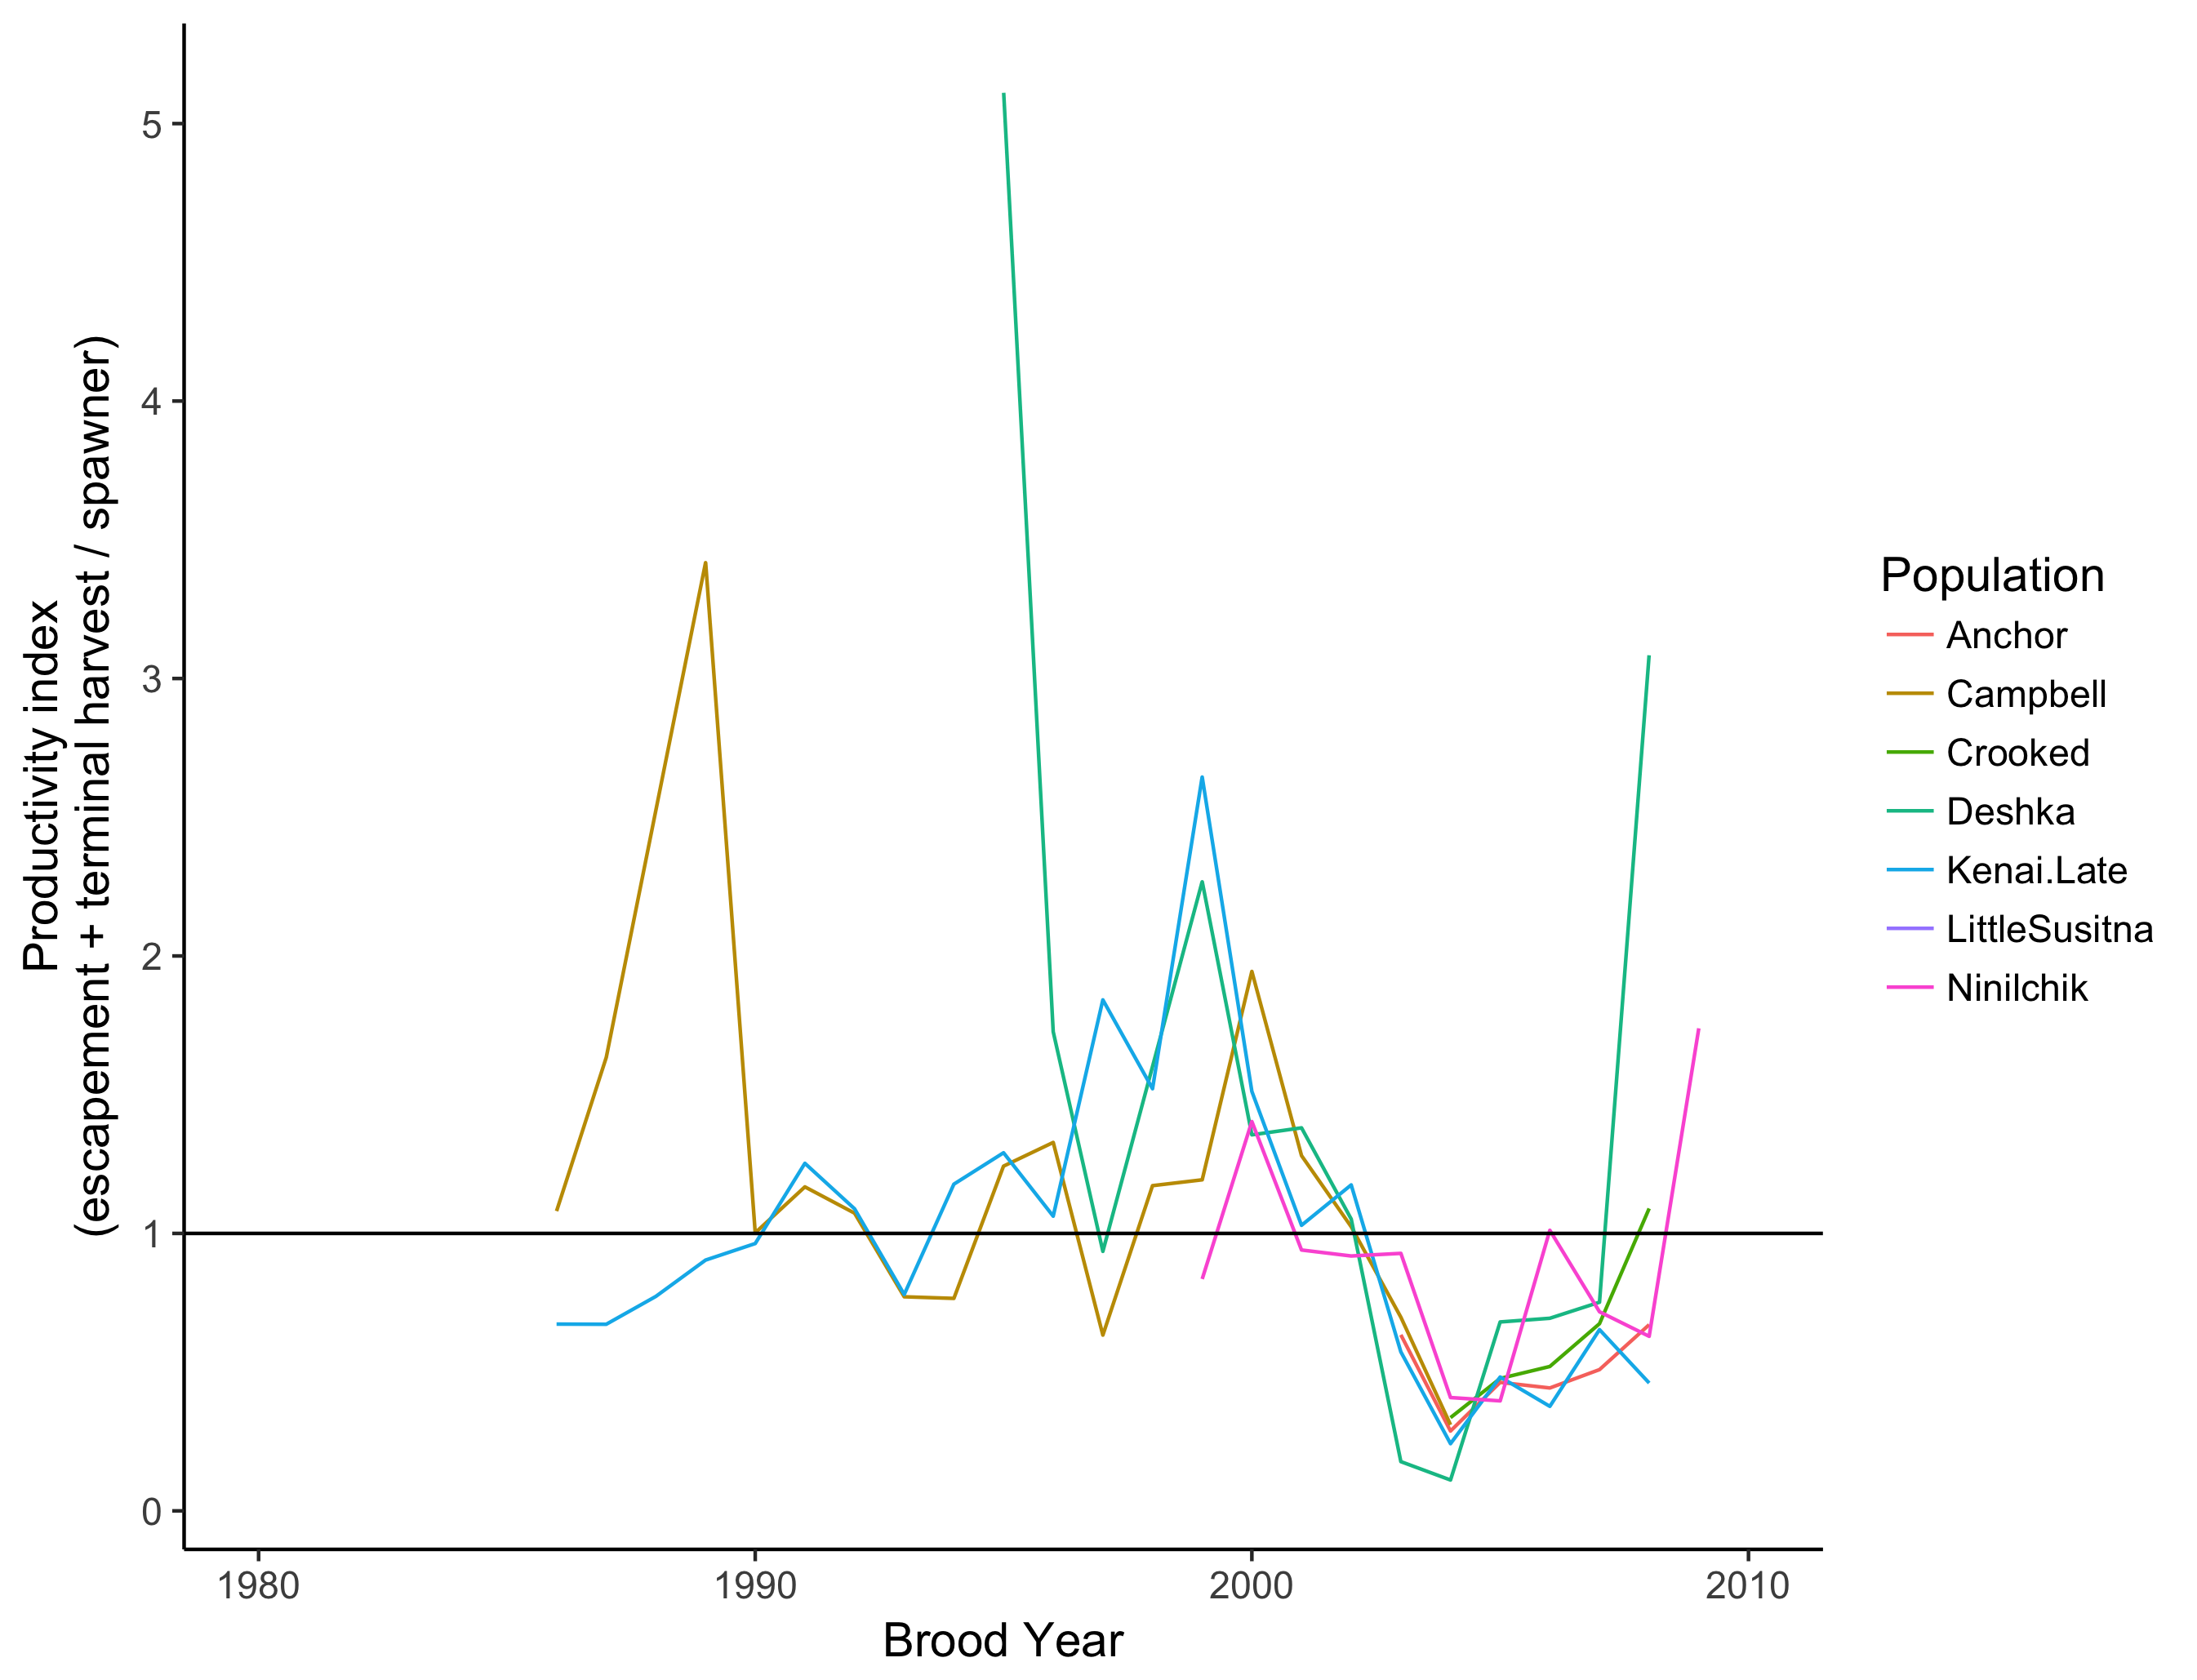 Productivity index
(escapement + terminal harvest / spawner)
5
4
3
2
1
0
1980
1990
2000
2010
Brood Year
Population
Anchor
Campbell
Crooked
Deshka
Kenai.Late
LittleSusitna
Ninilchik